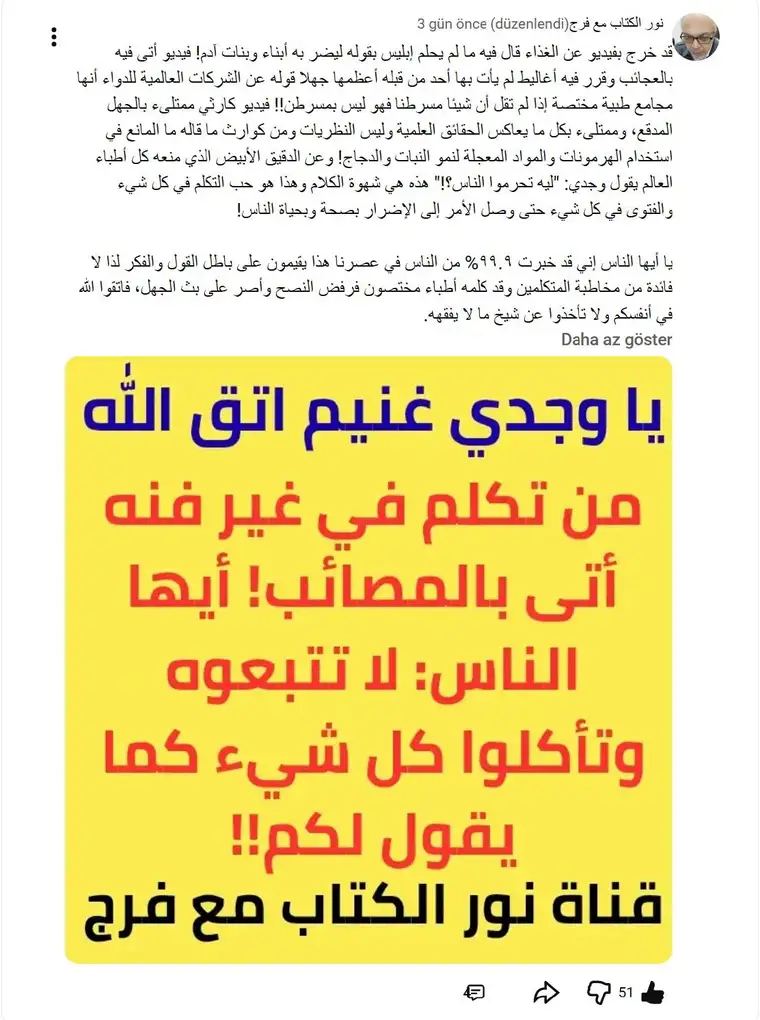 نور الكتاب مع فرج 3 gün önce (düzenlendi)
قد خرج بفيديو عن الغذاء قال فيه ما لم يحلم إبليس بقوله ليضر به أبناء وبنات آدم! فيديو أتى فيه
بالعجائب وقرر فيه أغاليط لم يأت بها أحد من قبله أعظمها جهلا قوله عن الشركات العالمية للدواء أنها
مجامع طبية مختصة إذا لم تقل أن شيئا مسرطنا فهو ليس بمسرطن!! فيديو كارثي ممتلىء بالجهل
المدقع، وممتلىء بكل ما يعاكس الحقائق العلمية وليس النظريات ومن كوارث ما قاله ما المانع في
استخدام الهرمونات والمواد المعجلة لنمو النبات والدجاج! وعن الدقيق الأبيض الذي منعه كل أطباء
العالم يقول وجدي: "ليه تحرموا الناس؟!" هذه هي شهوة الكلام وهذا هو حب التكلم في كل شيء
والفتوى في كل شيء حتى وصل الأمر إلى الإضرار بصحة وبحياة الناس!
يا أيها الناس إني قد خبرت ٩٩.٩% من الناس في عصرنا هذا يقيمون على باطل القول والفكر لذا لا
فائدة من مخاطبة المتكلمين وقد كلمه أطباء مختصون فرفض النصح وأصر على بث الجهل، فاتقوا الله
في أنفسكم ولا تأخذوا عن شيخ ما لا يفقهه.
Daha az göster
يا وجدي غنيم اتق الله
من تكلم في غير فنه
أتى بالمصائب! أيها
الناس: لا تتبعوه
وتأكلوا كل شيء كما
يقول لكم!!
قناة نور الكتاب مع فرج
51
4